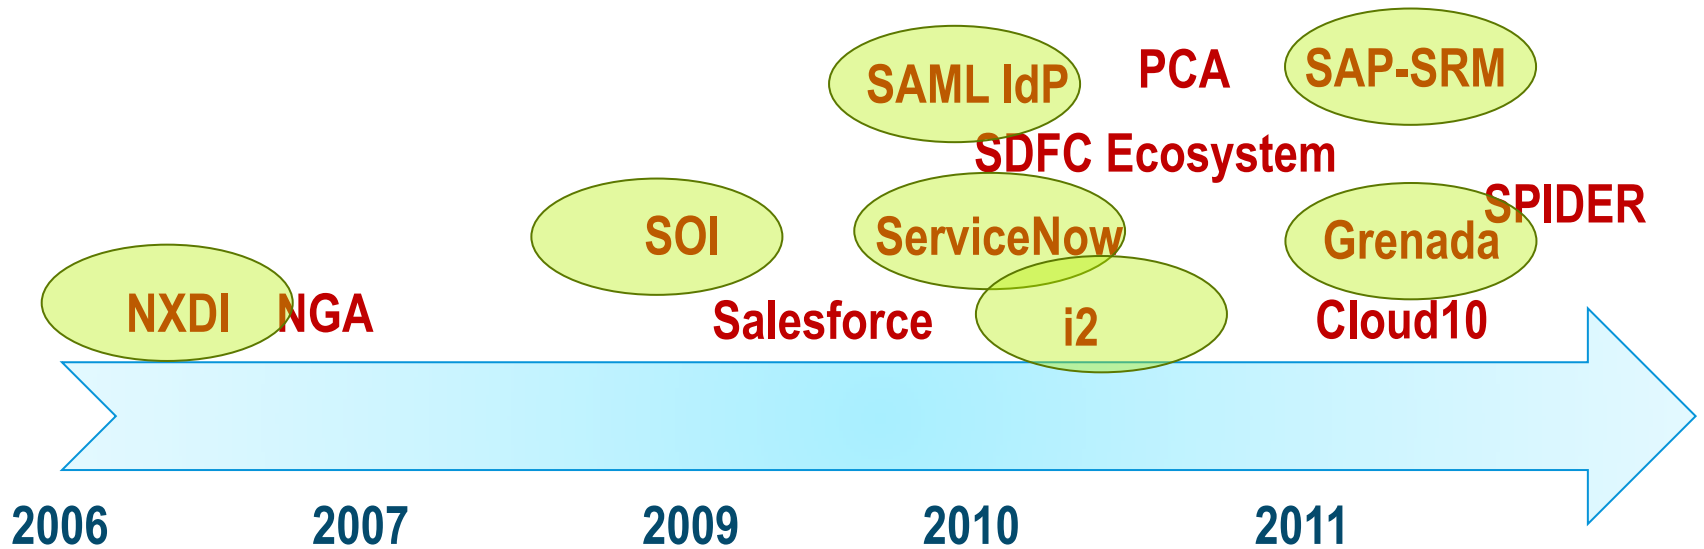 SAML IdP
PCA
SAP-SRM
SDFC Ecosystem
SOI
ServiceNow
Grenada
SPIDER
NXDI
NGA
Salesforce
i2
Cloud10
2006
2007
2009
2010
2011